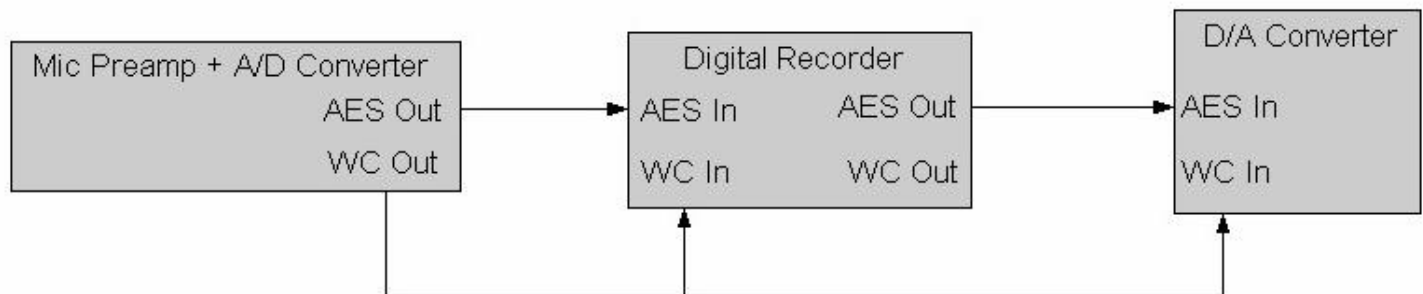 Mic Preamp + A/D Converter
AES Out
WC Out
Digital Recorder
AES In
AES Out
WC In
WC Out
D/A Converter
AES In
WC In